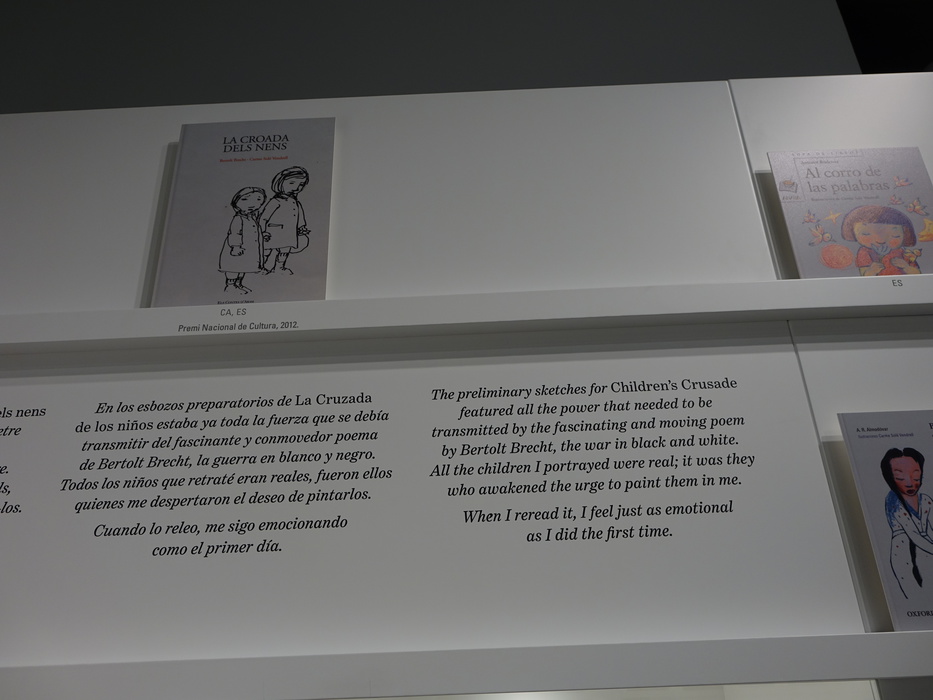 LA CROADA
DELS NENS
Al corro de
las palabras
CA, ES
Premi Nacional de Cultura, 2012.
ES
els nens
etre
e.
ls,
-los.
En los esbozos preparatorios de La Cruzada
de los niños estaba ya toda la fuerza que se debía
transmitir del fascinante y conmovedor poema
de Bertolt Brecht, la guerra en blanco y negro.
Todos los niños que retraté eran reales, fueron ellos
quienes me despertaron el deseo de pintarlos.
Cuando lo releo, me sigo emocionando
como el primer día.
The preliminary sketches for Children's Crusade
featured all the power that needed to be
transmitted by the fascinating and moving poem
by Bertolt Brecht, the war in black and white.
All the children I portrayed were real; it was they
who awakened the urge to paint them in me.
When I reread it, I feel just as emotional
as I did the first time.
OXFOR